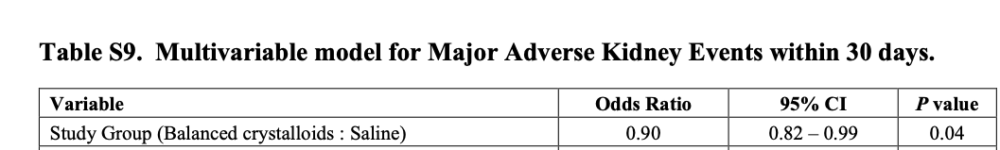 Table S9. Multivariable model for Major Adverse Kidney Events within 30 days.
Variable Odds Ratio 95% CI P value
Study Group (Balanced crystalloids : Saline) 0.90 0.82 – 0.99 0.04